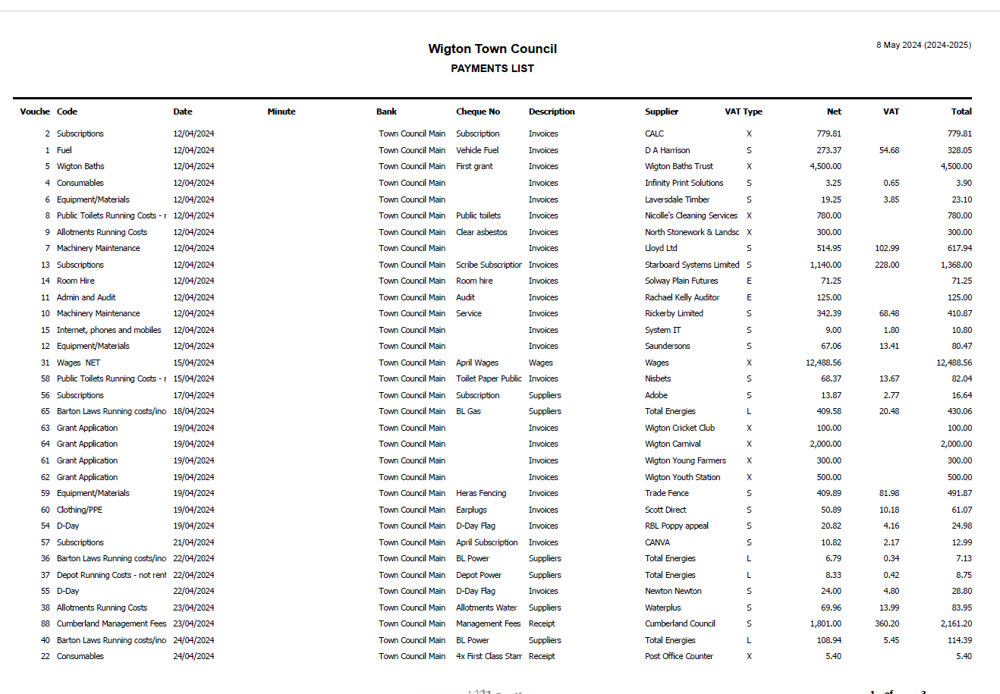 8 May 2024 (2024-2025)
Wigton Town Council
PAYMENTS LIST
Vouche Code Date Minute Bank Cheque No Description Supplier VAT Type Net VAT Total
2 Subscriptions 12/04/2024 Town Council Main Subscription Invoices CALC X 779.81 779.81
1 Fuel 12/04/2024 Town Council Main Vehicle Fuel Invoices D A Harrison S 273.37 54.68 328.05
5 Wigton Baths 12/04/2024 Town Council Main First grant Invoices Wigton Baths Trust X 4,500.00 4,500.00
4 Consumables 12/04/2024 Town Council Main Invoices Infinity Print Solutions S 3.25 0.65 3.90
6 Equipment/Materials 12/04/2024 Town Council Main Invoices Laversdale Timber S 19.25 3.85 23.10
8 Public Toilets Running Costs - r 12/04/2024 Town Council Main Public toilets Invoices Nicolle's Cleaning Services X 780.00 780.00
9 Allotments Running Costs 12/04/2024 Town Council Main Clear asbestos Invoices North Stonework & Landsc X 300.00 300.00
7 Machinery Maintenance 12/04/2024 Town Council Main Invoices Lloyd Ltd S 514.95 102.99 617.94
13 Subscriptions 12/04/2024 Town Council Main Scribe Subscription Invoices Starboard Systems Limited S 1,140.00 228.00 1,368.00
14 Room Hire 12/04/2024 Town Council Main Room hire Invoices Solway Plain Futures E 71.25 71.25
11 Admin and Audit 12/04/2024 Town Council Main Audit Invoices Rachael Kelly Auditor E 125.00 125.00
10 Machinery Maintenance 12/04/2024 Town Council Main Service Invoices Rickerby Limited S 342.39 68.48 410.87
15 Internet, phones and mobiles 12/04/2024 Town Council Main Invoices System IT S 9.00 1.80 10.80
12 Equipment/Materials 12/04/2024 Town Council Main Invoices Saundersons S 67.06 13.41 80.47
31 Wages NET 15/04/2024 Town Council Main April Wages Wages Wages X 12,488.56 12,488.56
58 Public Toilets Running Costs - r 15/04/2024 Town Council Main Toilet Paper Public Invoices Nisbets S 68.37 13.67 82.04
56 Subscriptions 17/04/2024 Town Council Main Subscription Suppliers Adobe S 13.87 2.77 16.64
65 Barton Laws Running costs/inc 18/04/2024 Town Council Main BL Gas Suppliers Total Energies L 409.58 20.48 430.06
63 Grant Application 19/04/2024 Town Council Main Invoices Wigton Cricket Club X 100.00 100.00
64 Grant Application 19/04/2024 Town Council Main Invoices Wigton Carnival X 2,000.00 2,000.00
61 Grant Application 19/04/2024 Town Council Main Invoices Wigton Young Farmers X 300.00 300.00
62 Grant Application 19/04/2024 Town Council Main Invoices Wigton Youth Station X 500.00 500.00
59 Equipment/Materials 19/04/2024 Town Council Main Heras Fencing Invoices Trade Fence S 409.89 81.98 491.87
60 Clothing/PPE 19/04/2024 Town Council Main Earplugs Invoices Scott Direct S 50.89 10.18 61.07
54 D-Day 19/04/2024 Town Council Main D-Day Flag Invoices RBL Poppy appeal S 20.82 4.16 24.98
57 Subscriptions 21/04/2024 Town Council Main April Subscription Invoices CANVA S 10.82 2.17 12.99
36 Barton Laws Running costs/inc 22/04/2024 Town Council Main BL Power Suppliers Total Energies L 6.79 0.34 7.13
37 Depot Running Costs - not rent 22/04/2024 Town Council Main Depot Power Suppliers Total Energies L 8.33 0.42 8.75
55 D-Day 22/04/2024 Town Council Main D-Day Flag Invoices Newton Newton S 24.00 4.80 28.80
38 Allotments Running Costs 23/04/2024 Town Council Main Allotments Water Suppliers Waterplus S 69.96 13.99 83.95
88 Cumberland Management Fees 23/04/2024 Town Council Main Management Fees Receipt Cumberland Council S 1,801.00 360.20 2,161.20
40 Barton Laws Running costs/inc 24/04/2024 Town Council Main BL Power Suppliers Total Energies L 108.94 5.45 114.39
22 Consumables 24/04/2024 Town Council Main 4x First Class Stam Receipt Post Office Counter X 5.40 5.40
1 of 3